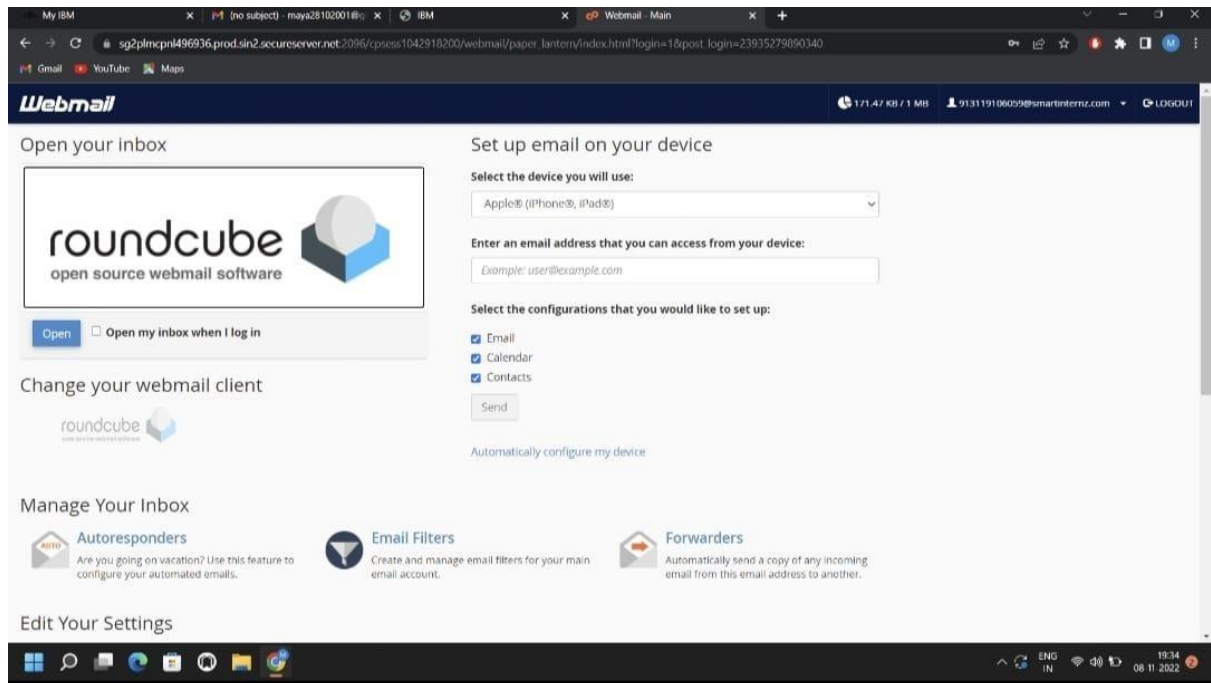 My IBM
(no subject) - maya28102001@g
IBM
Webmail - Main
sg2plmcpnl496936.prod.sin2.secureserver.net:2096/cpsess1042918200/webmail/paper_lantern/index.html?login=1&post_login=23935279890340
M
Gmail
YouTube
Maps
Webmail
171.47 KB / 1 MB
913119106059@smartinternz.com
LOGOUT
Open your inbox
roundcube
open source webmail software
Open
Open my inbox when I log in
Change your webmail client
roundcube
open source webmail software
Set up email on your device
Select the device you will use:
Apple® (iPhone®, iPad®)
Enter an email address that you can access from your device:
Example: user@example.com
Select the configurations that you would like to set up:
Email
Calendar
Contacts
Send
Automatically configure my device
Manage Your Inbox
AUTO
Autoresponders
Are you going on vacation? Use this feature to
configure your automated emails.
Email Filters
Create and manage email filters for your main
email account.
Forwarders
Automatically send a copy of any incoming
email from this email address to another.
Edit Your Settings
ENG
IN
19:34
08 11 2022